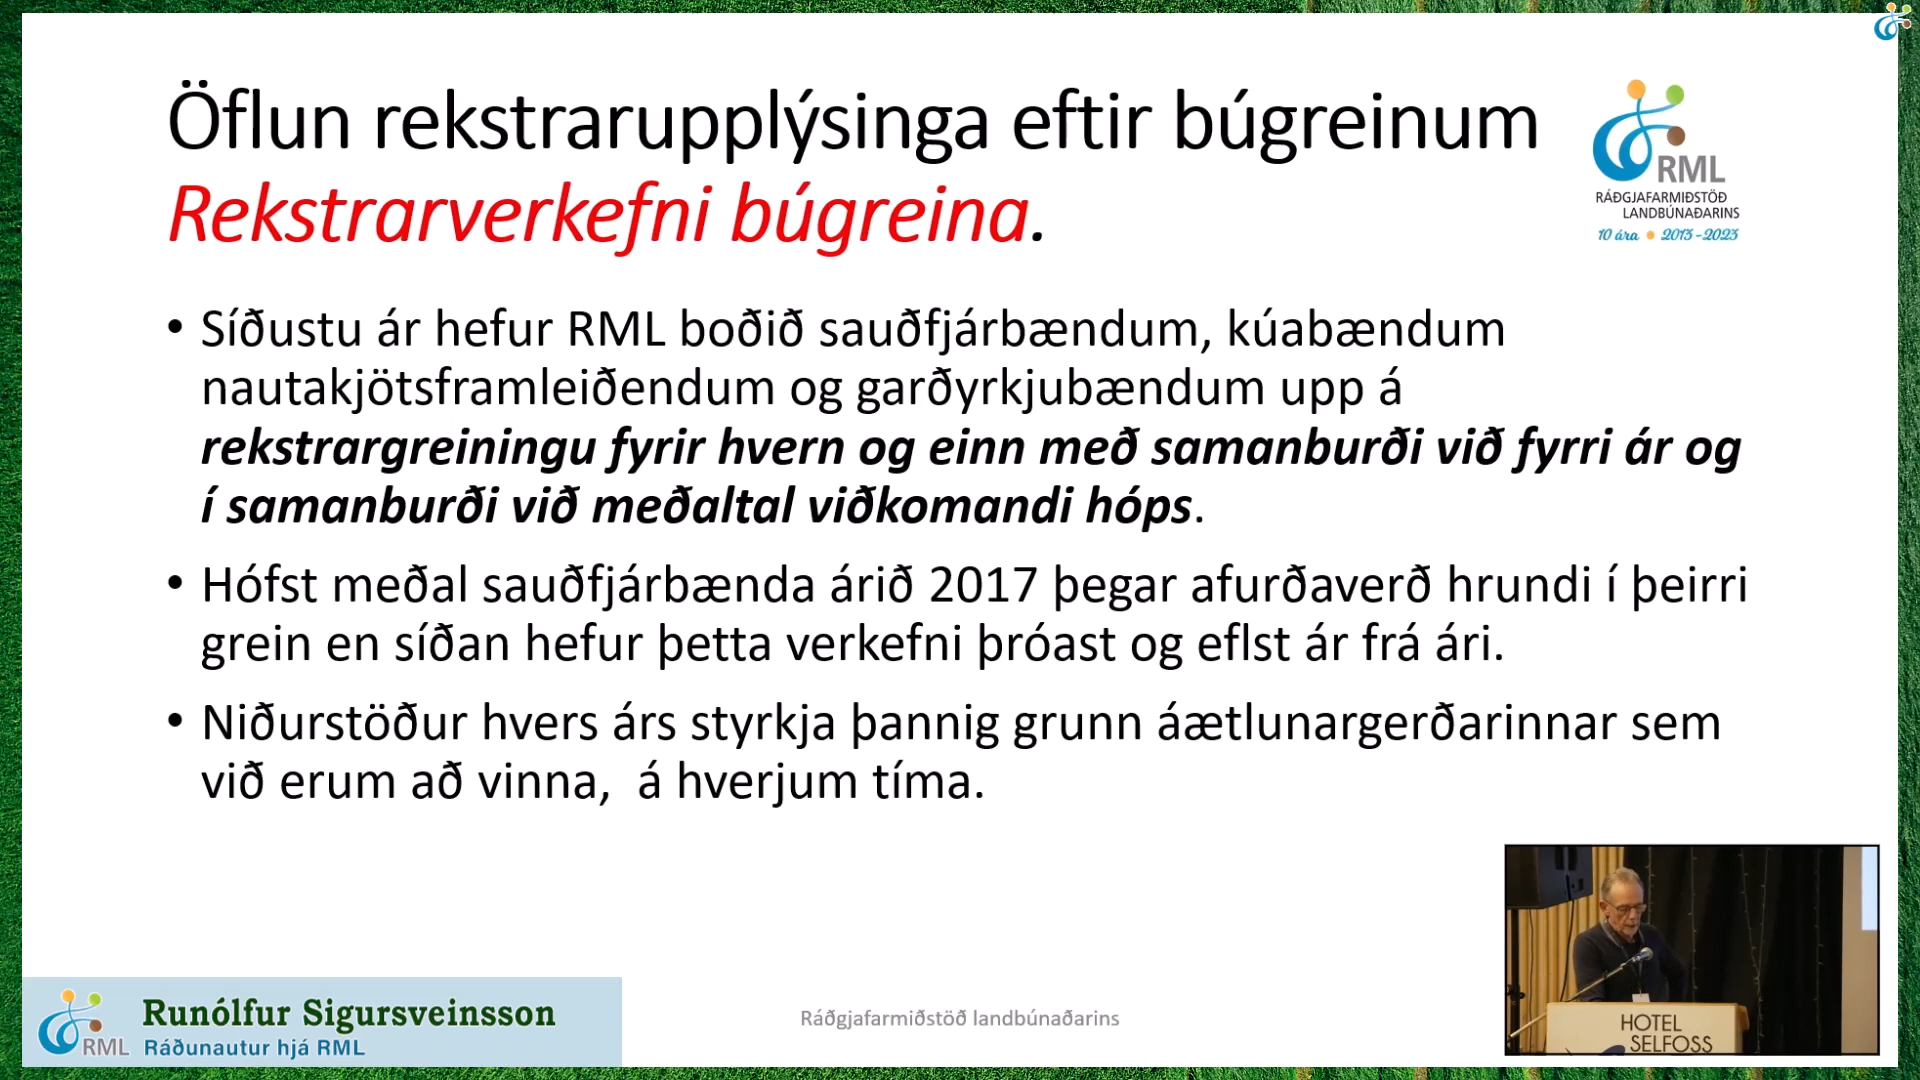 Öflun rekstrarupplýsinga eftir búgreinum
Rekstrarverkefni búgreina.
RML
RÁÐGJAFARMIÐSTÖÐ
LANDBÚNAÐARINS
10 ára • 2013-2023
• Síðustu ár hefur RML boðið sauðfjárbændum, kúabændum
nautakjötsframleiðendum og garðyrkjubændum upp á
rekstrargreiningu fyrir hvern og einn með samanburði við fyrri ár og
í samanburði við meðaltal viðkomandi hóps.
• Hófst meðal sauðfjárbænda árið 2017 þegar afurðaverð hrundi í þeirri
grein en síðan hefur þetta verkefni þróast og eflst ár frá ári.
• Niðurstöður hvers árs styrkja þannig grunn áætlunargerðarinnar sem
við erum að vinna,  á hverjum tíma.
RML
Runólfur Sigursveinsson
Ráðunautur hjá RML
Ráðgjafarmiðstöð landbúnaðarins
HOTEL
SELFOSS